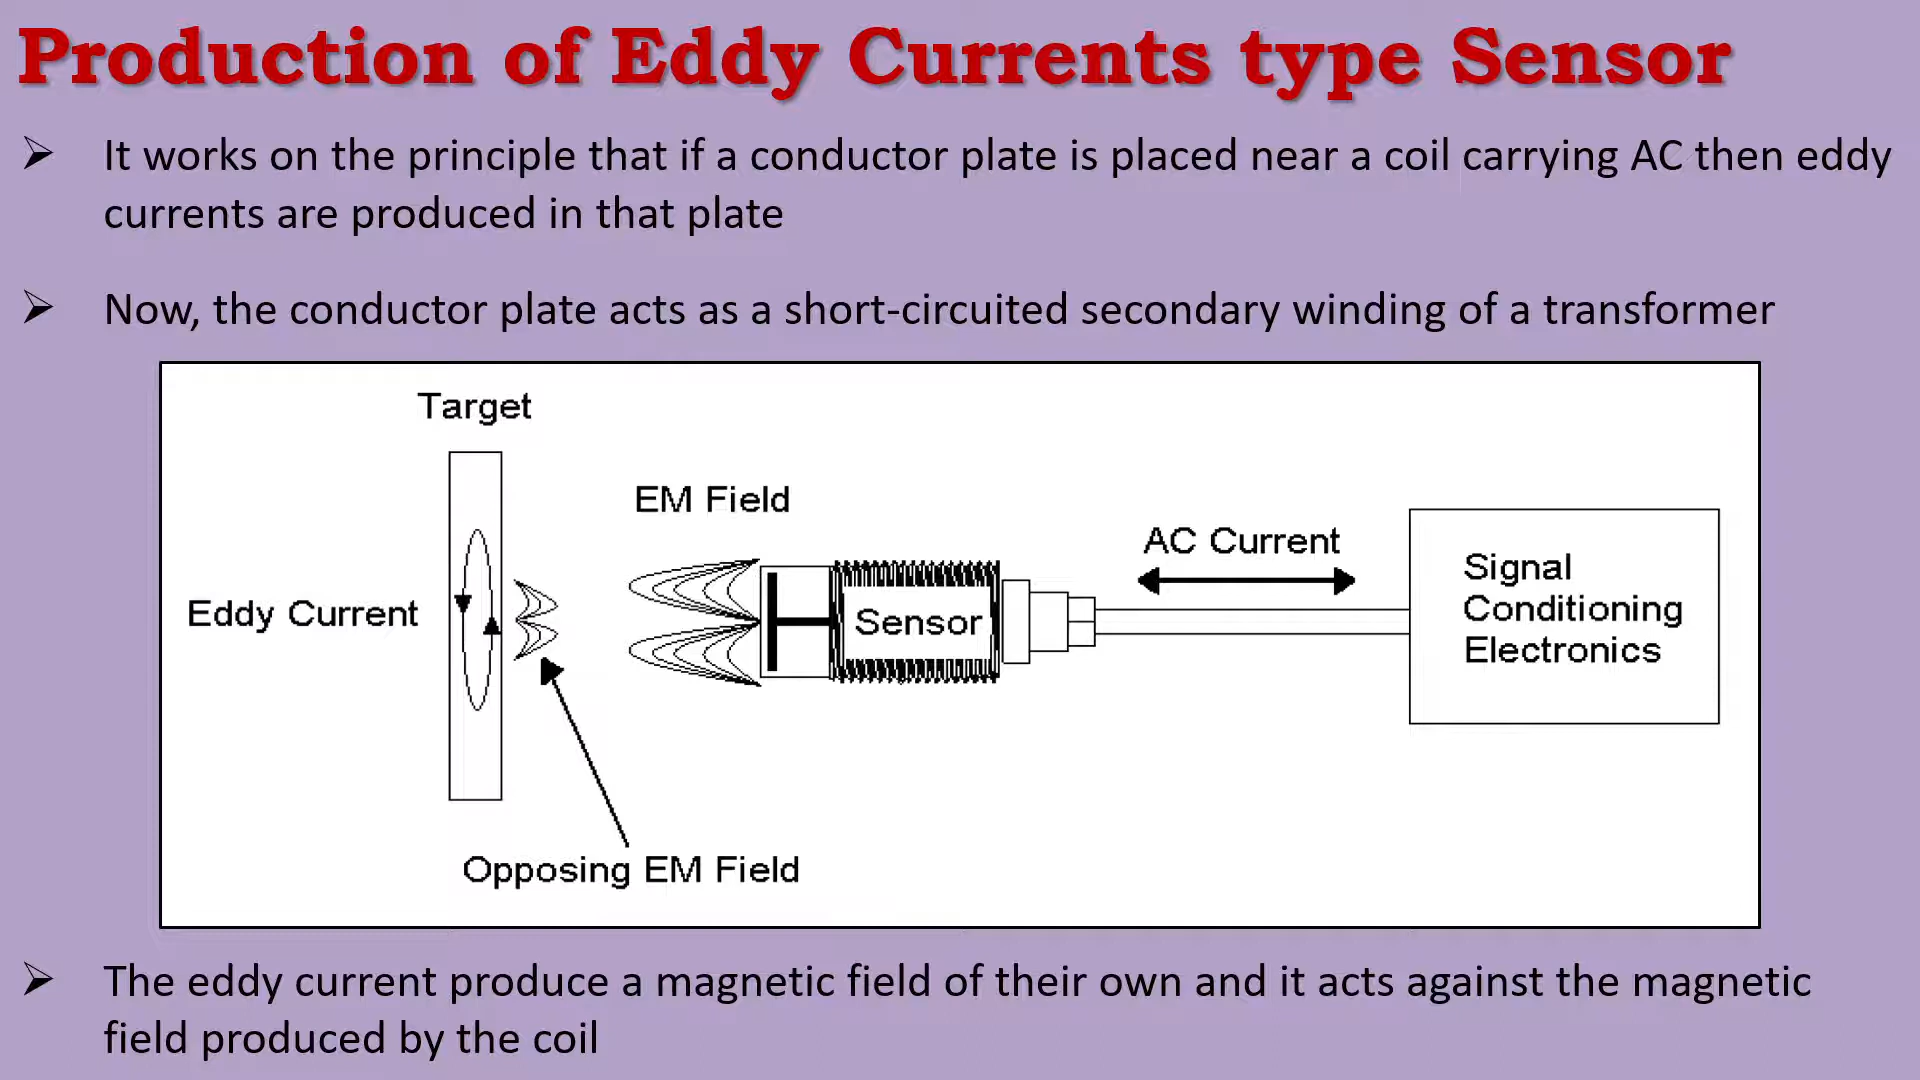 Production of Eddy Currents type Sensor
➢ It works on the principle that if a conductor plate is placed near a coil carrying AC then eddy
currents are produced in that plate
➢ Now, the conductor plate acts as a short-circuited secondary winding of a transformer
Target
EM Field
AC Current
Signal
Conditioning
Electronics
Eddy Current
Sensor
Opposing EM Field
➢ The eddy current produce a magnetic field of their own and it acts against the magnetic
field produced by the coil